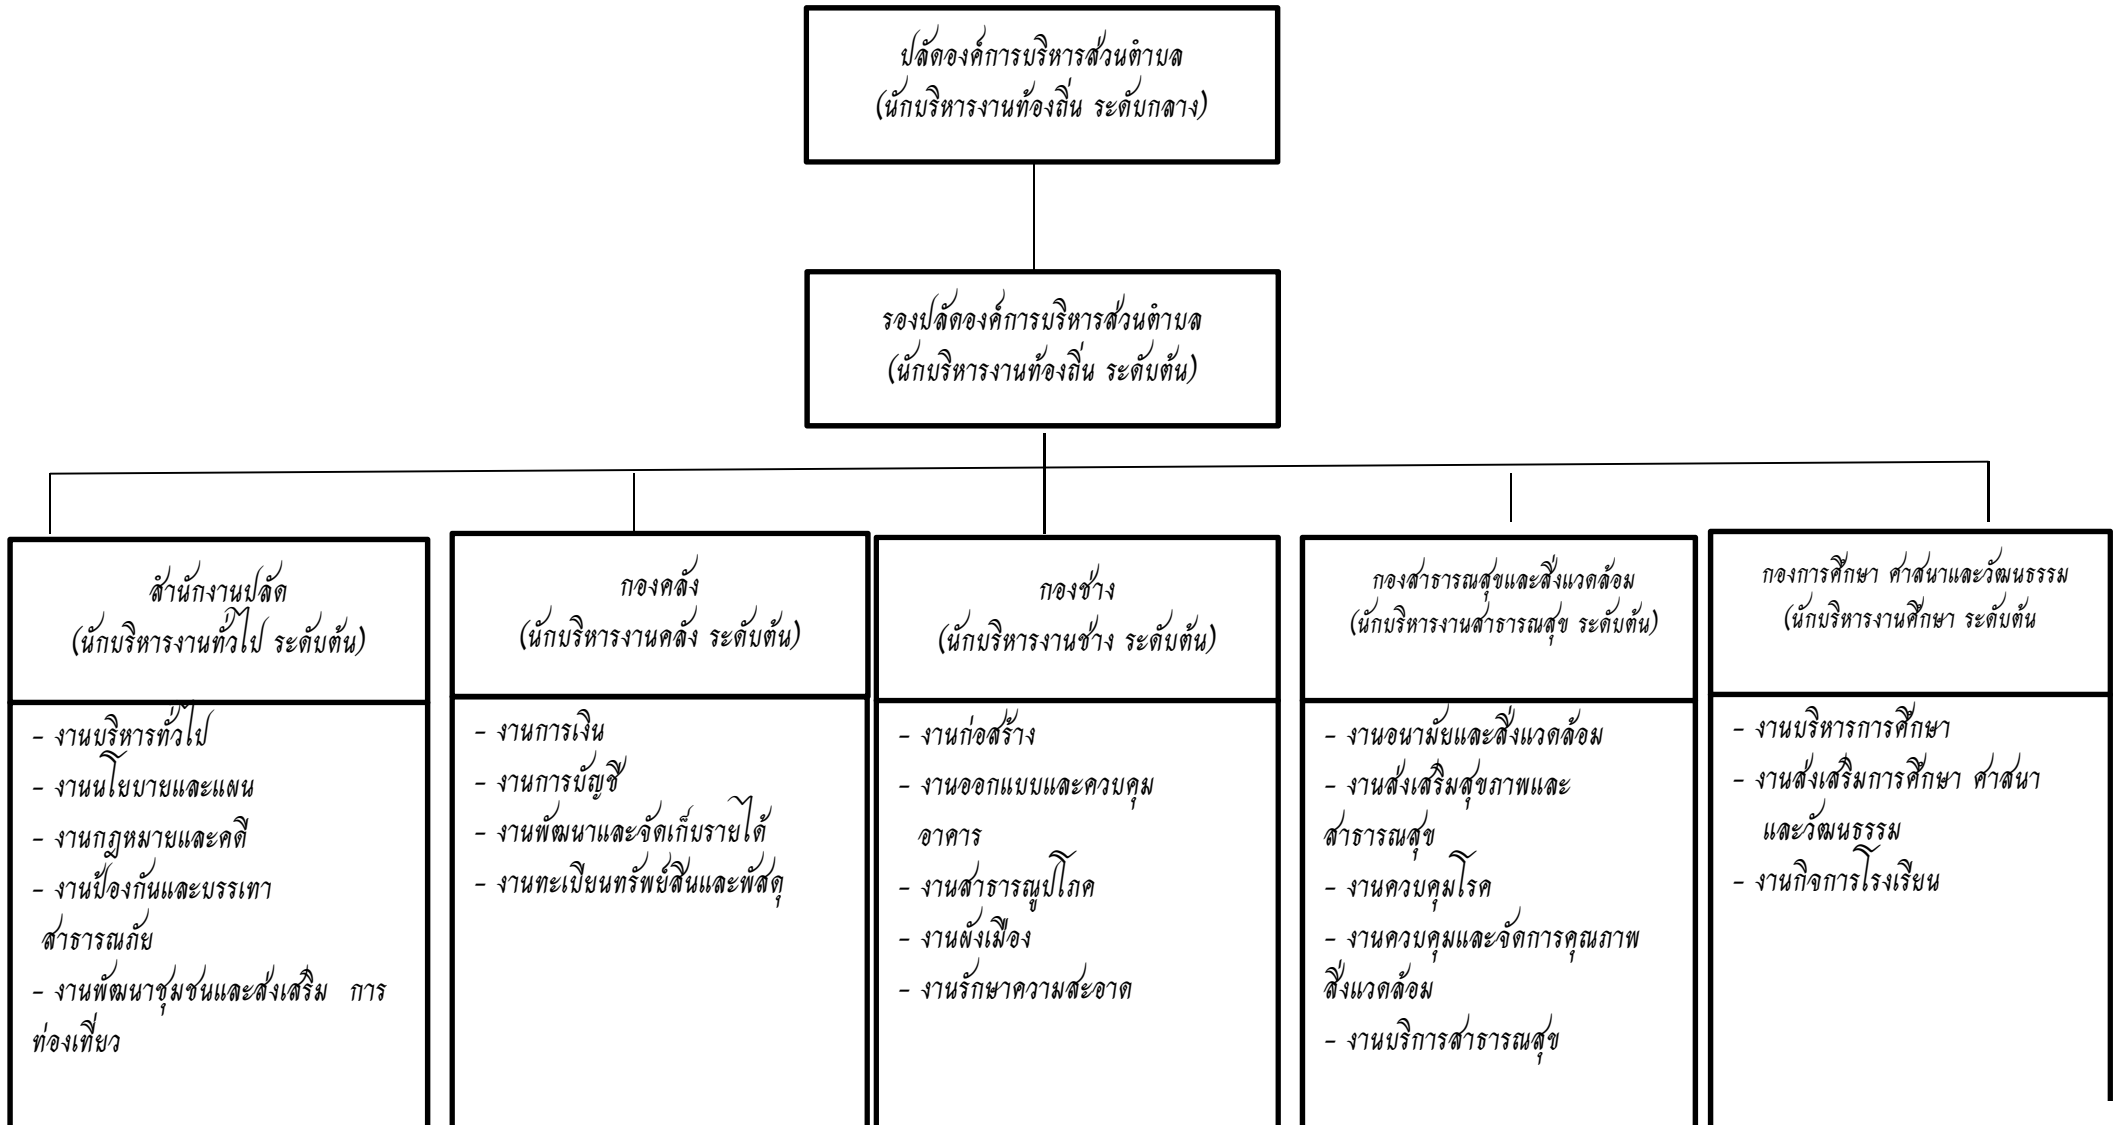 ปลัดองค์การบริหารส่วนตำบล
(นักบริหารงานท้องถิ่น ระดับกลาง)
รองปลัดองค์การบริหารส่วนตำบล
(นักบริหารงานท้องถิ่น ระดับต้น)
สำนักงานปลัด
(นักบริหารงานทั่วไป ระดับต้น)
- งานบริหารทั่วไป
- งานนโยบายและแผน
- งานกฎหมายและคดี
- งานป้องกันและบรรเทา
สาธารณภัย
- งานพัฒนาชุมชนและส่งเสริม การ
ท่องเที่ยว
กองคลัง
(นักบริหารงานคลัง ระดับต้น)
- งานการเงิน
- งานการบัญชี
- งานพัฒนาและจัดเก็บรายได้
- งานทะเบียนทรัพย์สินและพัสดุ
กองช่าง
(นักบริหารงานช่าง ระดับต้น)
- งานก่อสร้าง
- งานออกแบบและควบคุม
อาคาร
- งานสาธารณูปโภค
- งานผังเมือง
- งานรักษาความสะอาด
กองสาธารณสุขและสิ่งแวดล้อม
(นักบริหารงานสาธารณสุข ระดับต้น)
- งานอนามัยและสิ่งแวดล้อม
- งานส่งเสริมสุขภาพและ
สาธารณสุข
- งานควบคุมโรค
- งานควบคุมและจัดการคุณภาพ
สิ่งแวดล้อม
- งานบริการสาธารณสุข
กองการศึกษา ศาสนาและวัฒนธรรม
(นักบริหารงานศึกษา ระดับต้น
- งานบริหารการศึกษา
- งานส่งเสริมการศึกษา ศาสนา
และวัฒนธรรม
- งานกิจการโรงเรียน